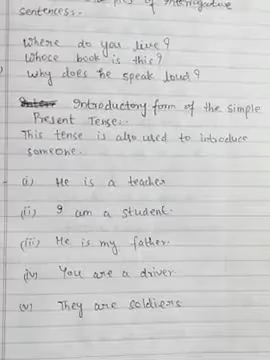 of Interrogative
sentences:-
Where do you live?
Whose book is this?
Why does he speak loud?
Introductory form of the simple
Present Tense:-
This tense is also used to introduce
someone.
(i) He is a teacher
(ii) I am a student.
(iii) He is my father.
(iv) You are a driver.
(v) They are soldiers